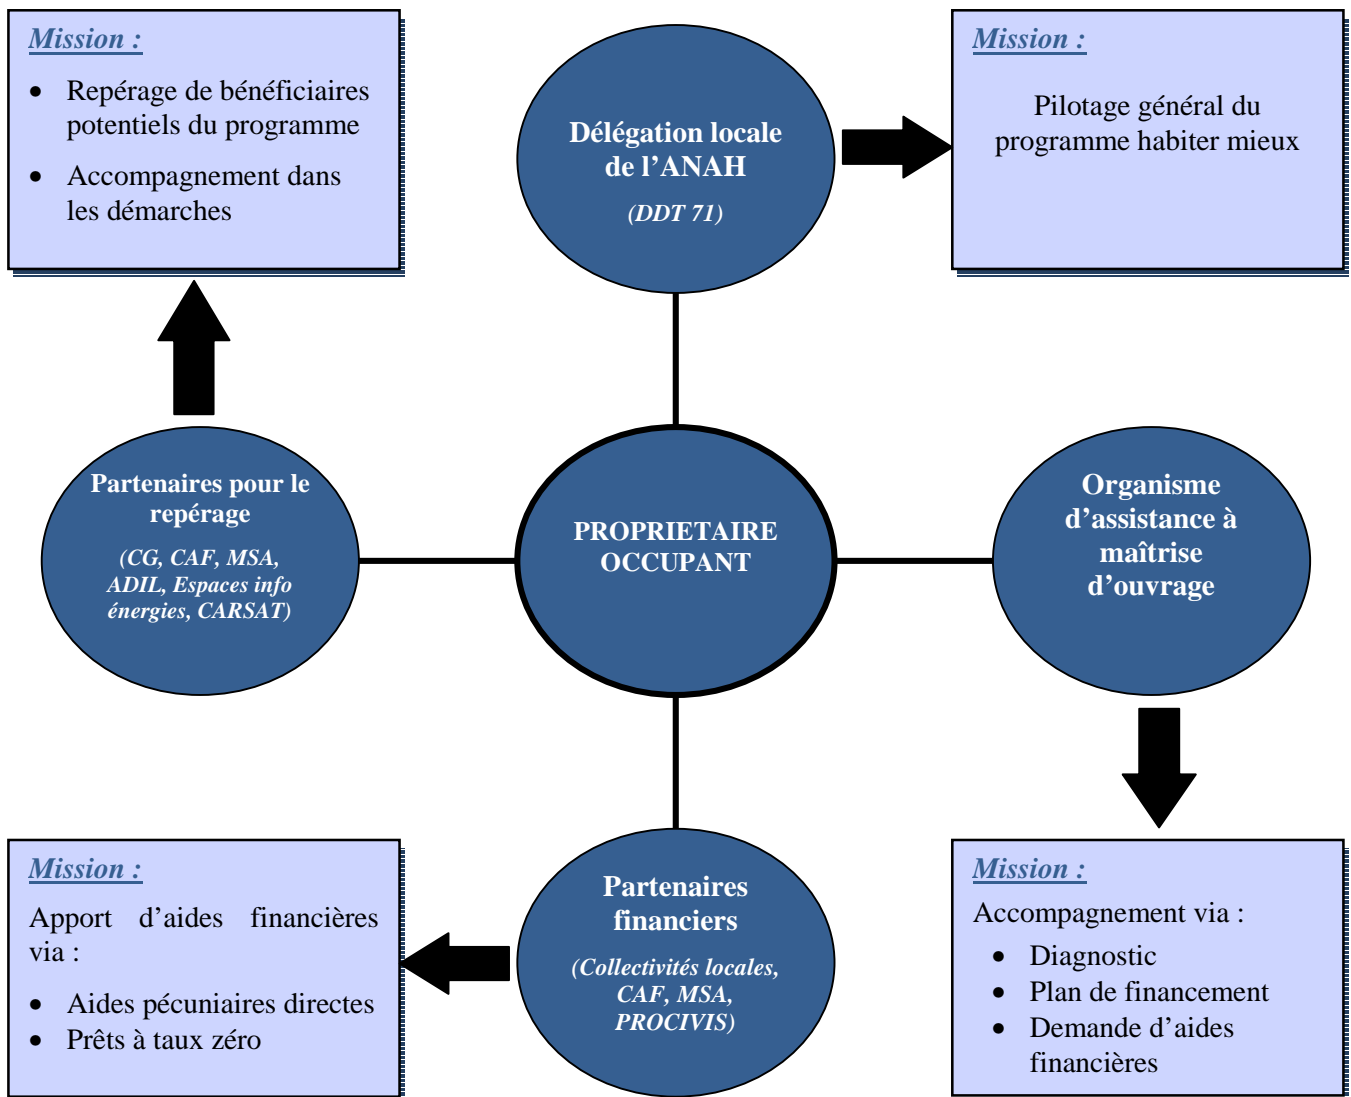 Mission :
• Repérage de bénéficiaires
potentiels du programme
• Accompagnement dans
les démarches
Délégation locale
de l’ANAH
(DDT 71)
Mission :
Pilotage général du
programme habiter mieux
Partenaires pour le
repérage
(CG, CAF, MSA,
ADIL, Espaces info
énergies, CARSAT)
PROPRIETAIRE
OCCUPANT
Organisme
d’assistance à
maîtrise
d’ouvrage
Mission :
Apport d’aides financières
via :
• Aides pécuniaires directes
• Prêts à taux zéro
Partenaires
financiers
(Collectivités locales,
CAF, MSA,
PROCIVIS)
Mission :
Accompagnement via :
• Diagnostic
• Plan de financement
• Demande d’aides
financières